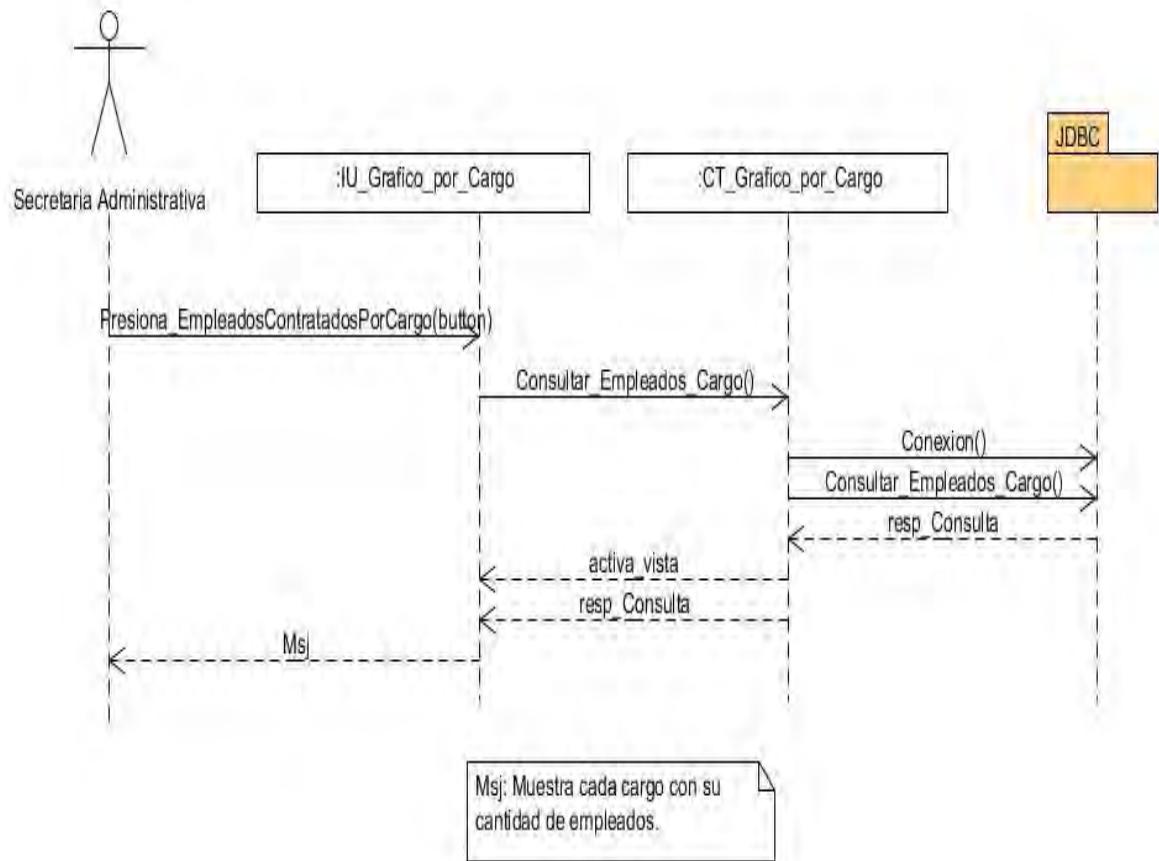 JDBC
:IU_Grafico_por_Cargo
:CT_Grafico_por_Cargo
Secretaria Administrativa
Presiona_EmpleadosContratadosPorCargo(button)
Consultar_Empleados_Cargo()
Conexion()
Consultar_Empleados_Cargo()
resp_Consulta
activa_vista
resp_Consulta
Msj
Msj: Muestra cada cargo con su
cantidad de empleados.